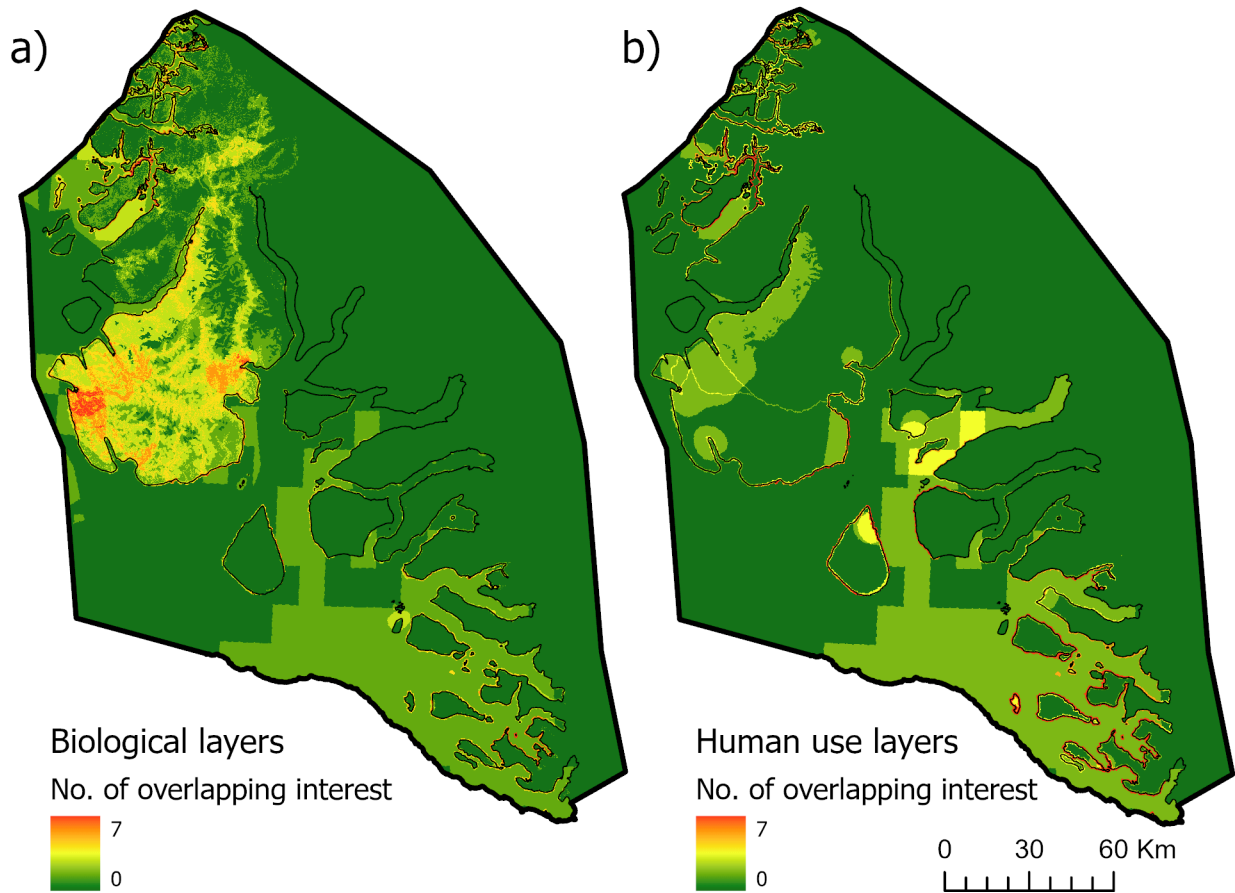 a)
b)
Biological layers
No. of overlapping interest
7
0
Human use layers
No. of overlapping interest
7
0
0 30 60 Km